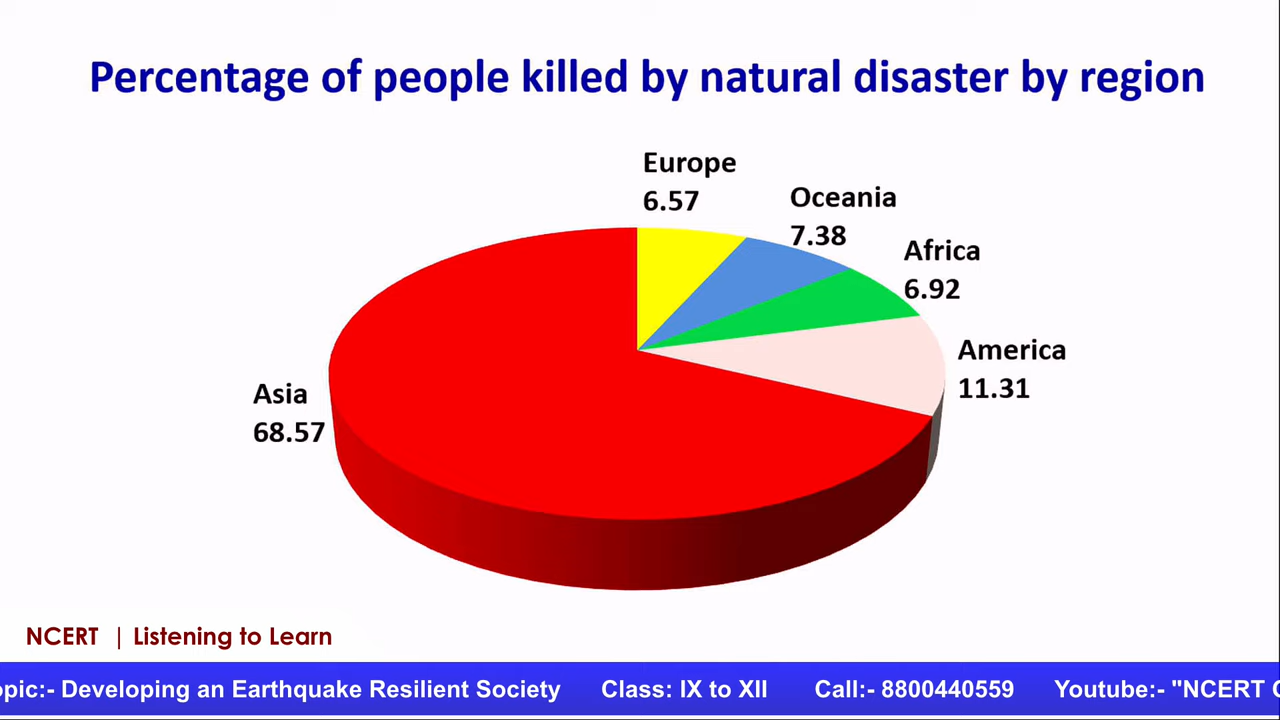 Percentage of people killed by natural disaster by region
Europe
6.57
Oceania
7.38
Africa
6.92
America
11.31
Asia
68.57
NCERT | Listening to Learn
opic:- Developing an Earthquake Resilient Society Class: IX to XII Call:- 8800440559 Youtube:- "NCERT